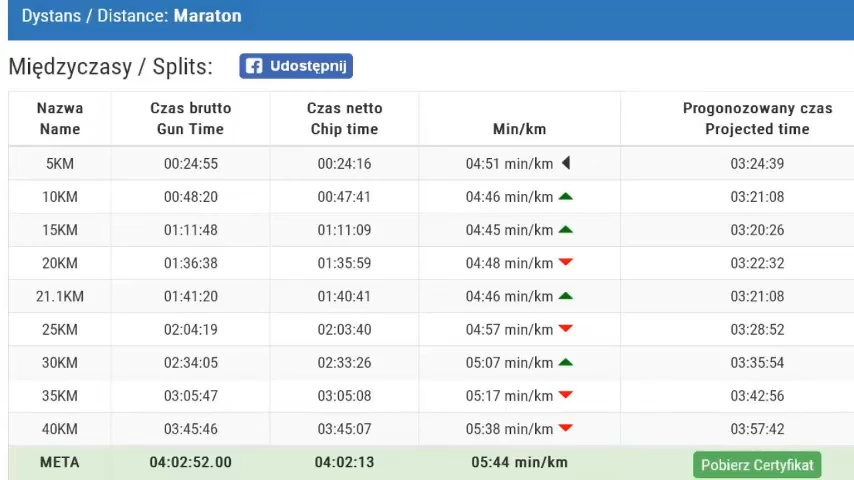 Dystans / Distance: Maraton
Międzyczasy / Splits: Udostępnij
Nazwa Czas brutto Czas netto Progonozowany czas
Name Gun Time Chip time Min/km Projected time
5KM 00:24:55 00:24:16 04:51 min/km 03:24:39
10KM 00:48:20 00:47:41 04:46 min/km 03:21:08
15KM 01:11:48 01:11:09 04:45 min/km 03:20:26
20KM 01:36:38 01:35:59 04:48 min/km 03:22:32
21.1KM 01:41:20 01:40:41 04:46 min/km 03:21:08
25KM 02:04:19 02:03:40 04:57 min/km 03:28:52
30KM 02:34:05 02:33:26 05:07 min/km 03:35:54
35KM 03:05:47 03:05:08 05:17 min/km 03:42:56
40KM 03:45:46 03:45:07 05:38 min/km 03:57:42
META 04:02:52.00 04:02:13 05:44 min/km Pobierz Certyfikat